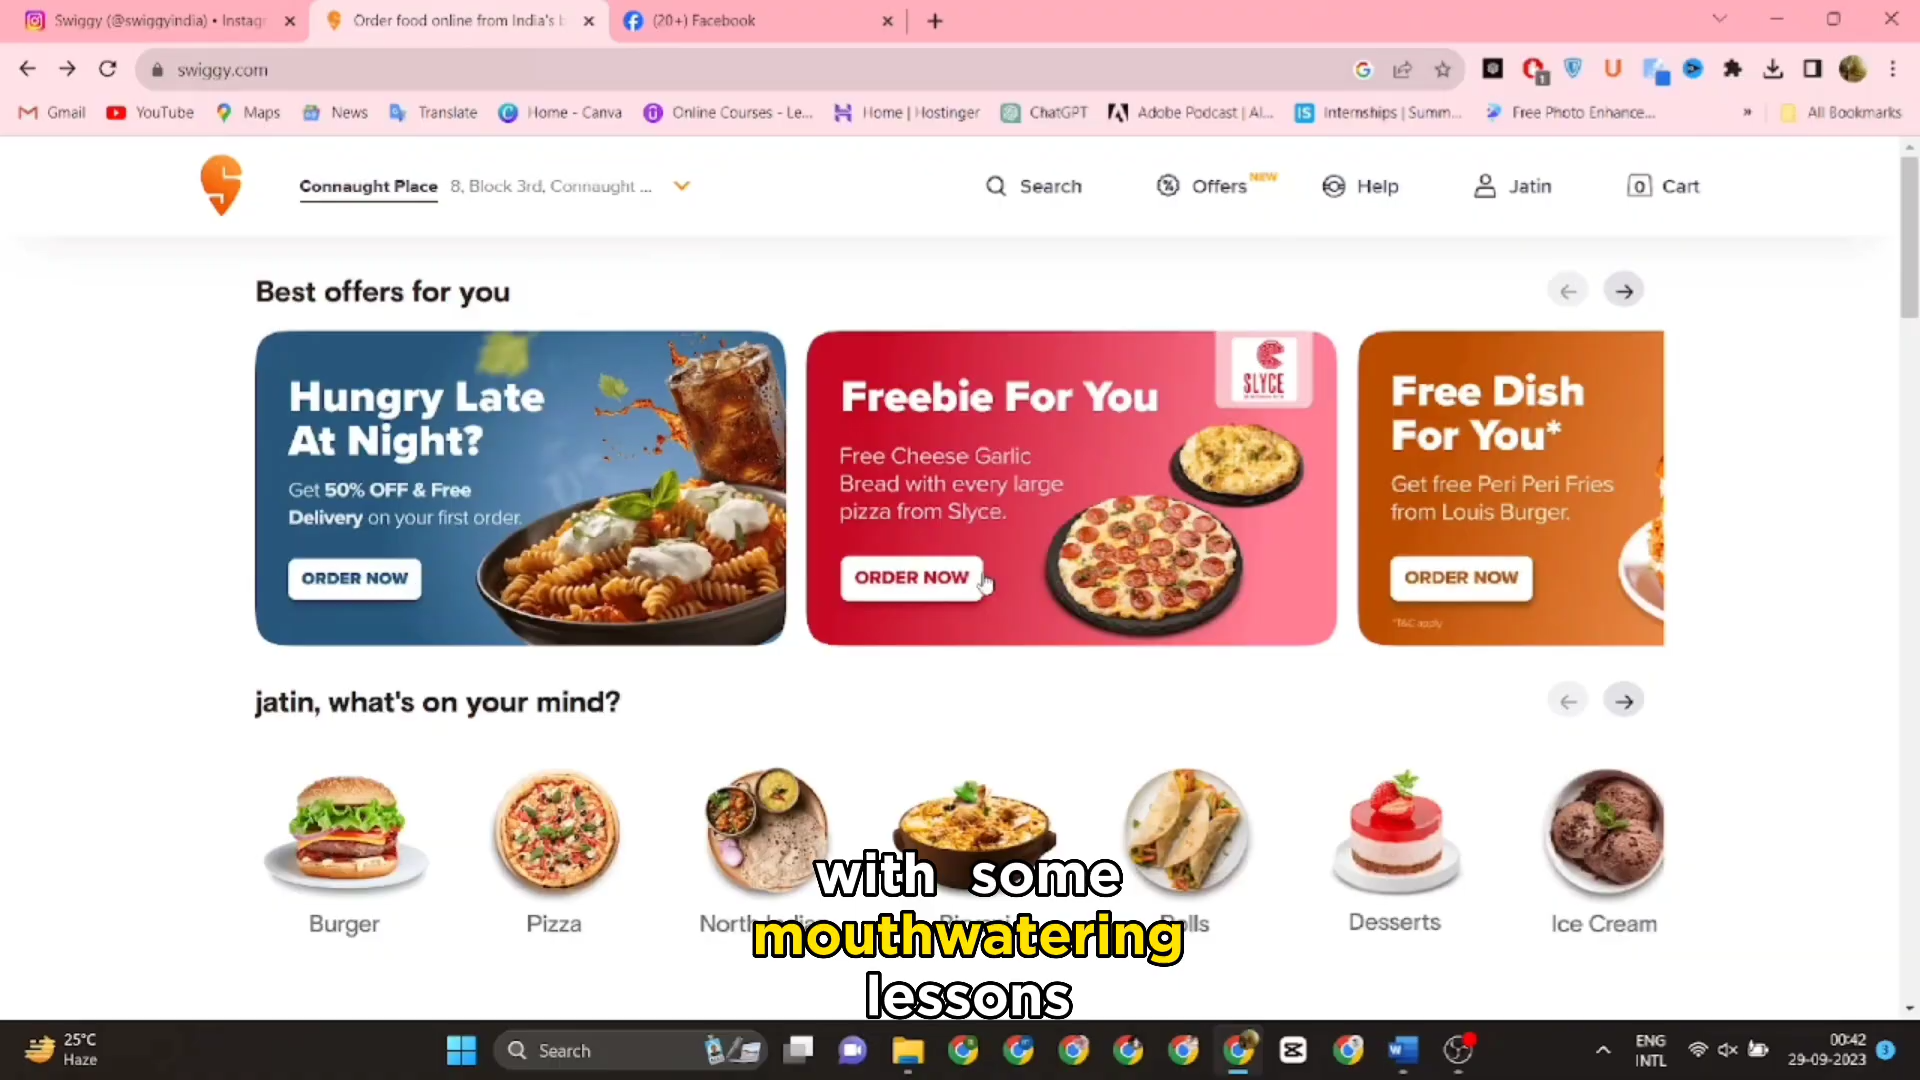 Swiggy (@swiggyindia) • Instag
Order food online from India's b
(20+) Facebook
swiggy.com
Gmail
YouTube
Maps
News
Translate
Home - Canva
Online Courses - Le...
Home | Hostinger
ChatGPT
Adobe Podcast | AI...
Internships | Summ...
Free Photo Enhance...
»
All Bookmarks
Connaught Place 8, Block 3rd, Connaught ...
Search
Offers NEW
Help
Jatin
0 Cart
Best offers for you
Hungry Late
At Night?
Get 50% OFF & Free
Delivery on your first order.
ORDER NOW
SLYCE
Freebie For You
Free Cheese Garlic
Bread with every large
pizza from Slyce.
ORDER NOW
Free Dish
For You*
Get free Peri Peri Fries
from Louis Burger.
ORDER NOW
*T&C apply
jatin, what's on your mind?
Burger
Pizza
North
Desserts
Ice Cream
with some
mouthwatering
lessons
25°C
Haze
Search
ENG
INTL
00:42
29-09-2023
3